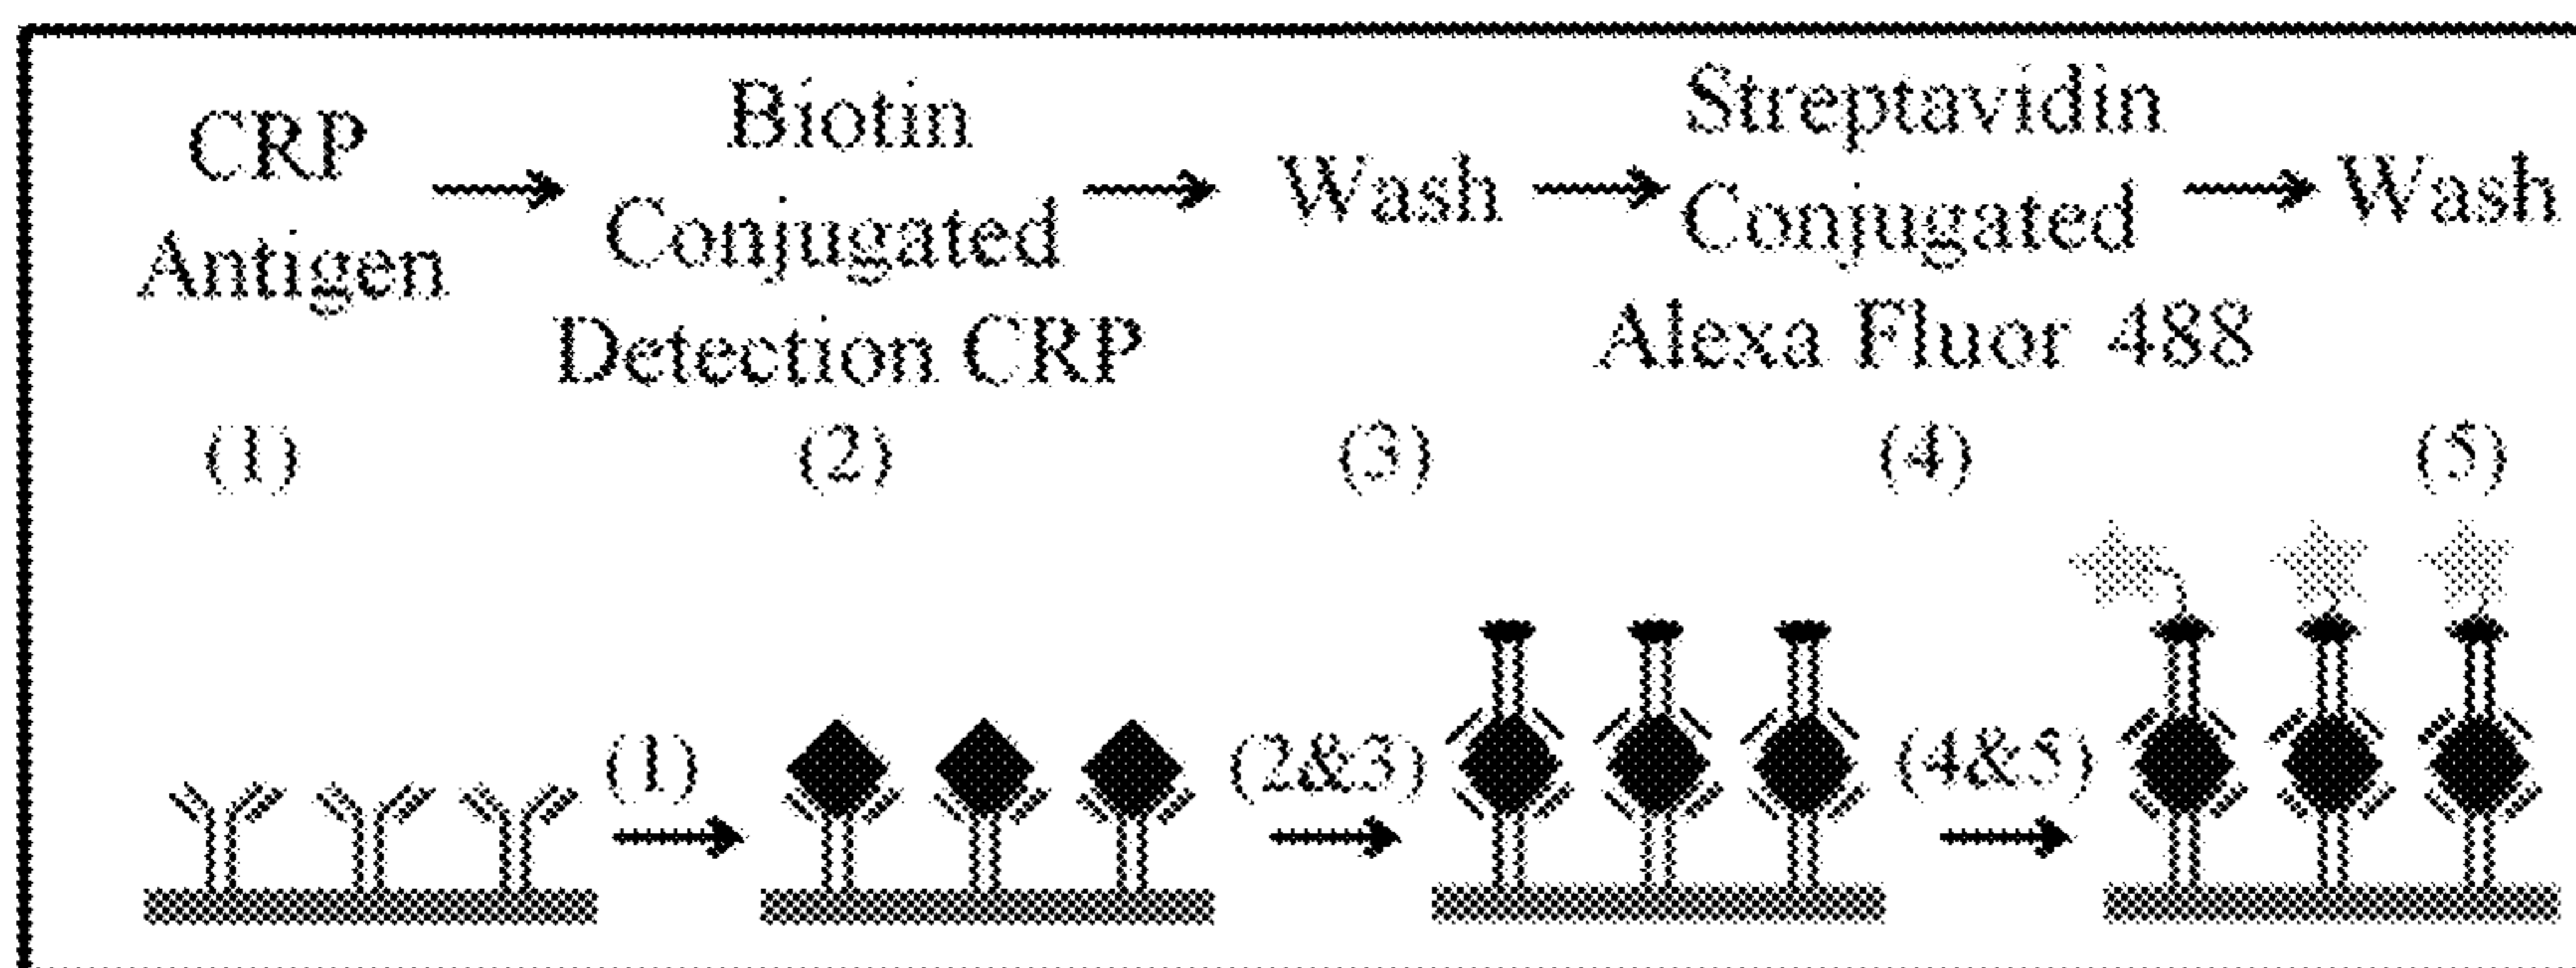 CRP
Antigen
Biotin
Conjugated
Detection CRP
Wash
Streptavidin
Conjugated
Alexa Fluor 488
Wash
(1)
(2)
(3)
(4)
(5)
(1)
(2&3)
(4&5)